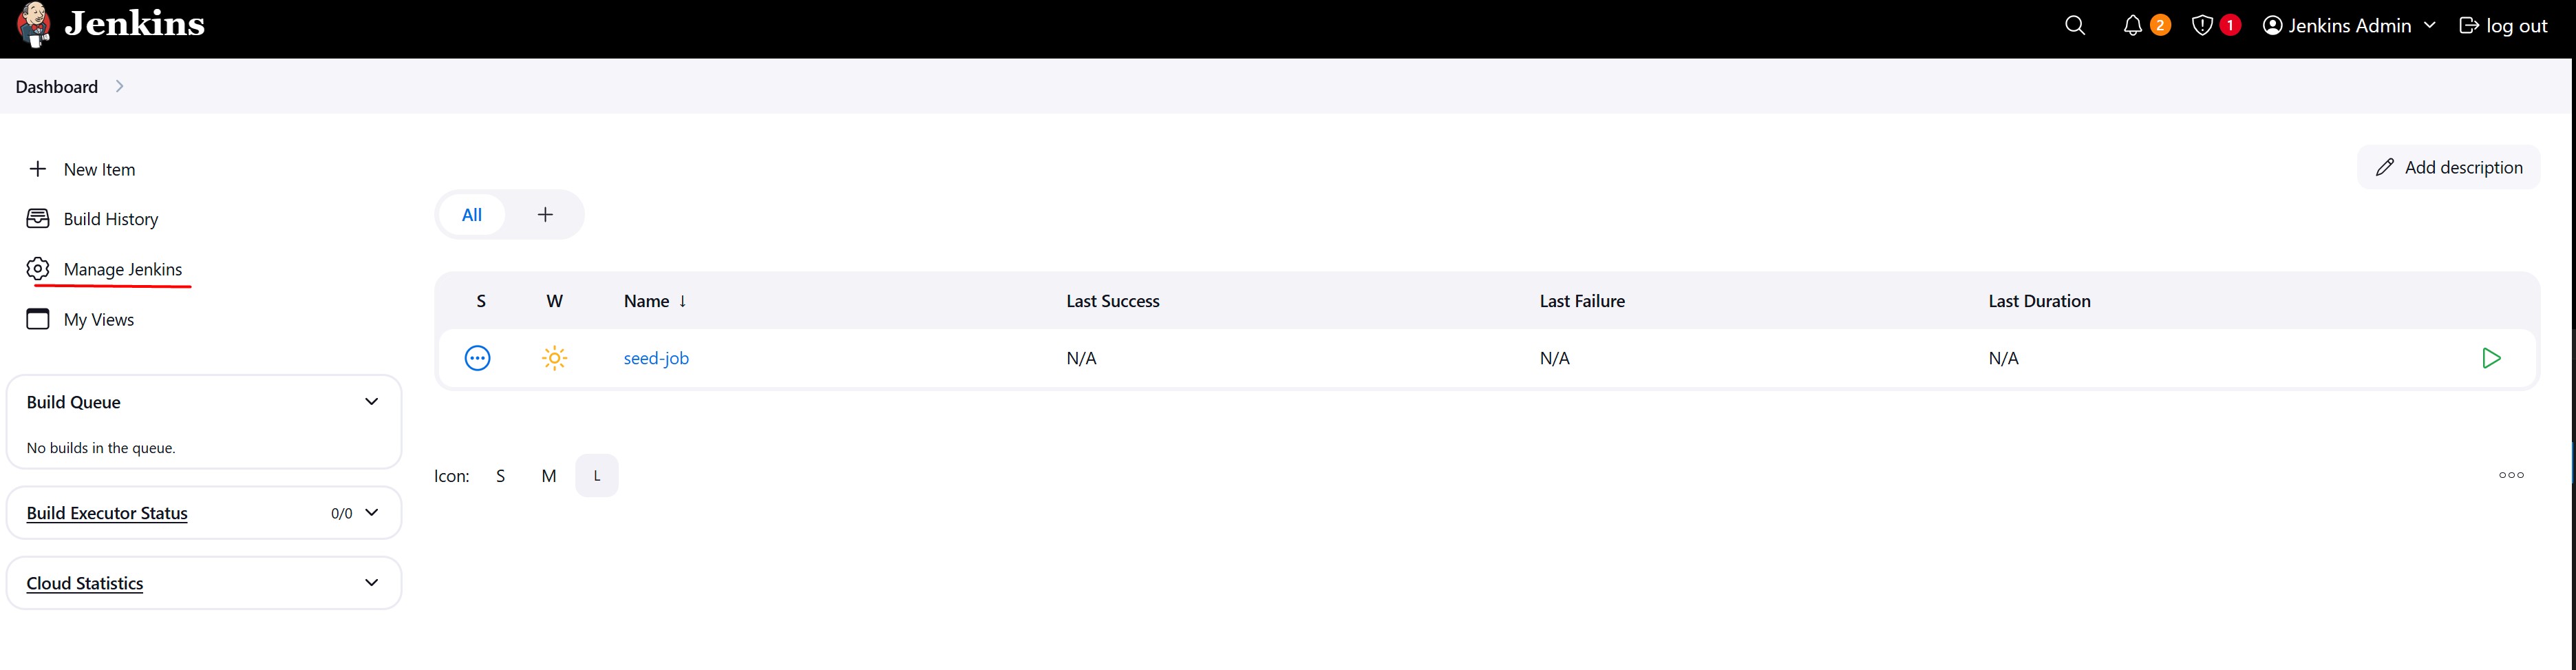 Jenkins
2 1 Jenkins Admin log out
Dashboard
New Item
Build History
Manage Jenkins
My Views
Build Queue
No builds in the queue.
Build Executor Status 0/0
Cloud Statistics
Add description
All +
S W Name ↓ Last Success Last Failure Last Duration
seed-job N/A N/A N/A
Icon: S M L